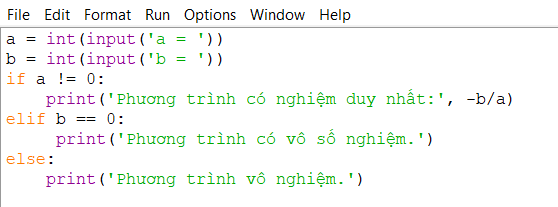 File Edit Format Run Options Window Help
a = int(input('a = '))
b = int(input('b = '))
if a != 0:
    print('Phương trình có nghiệm duy nhất:', -b/a)
elif b == 0:
     print('Phương trình có vô số nghiệm.')
else:
    print('Phương trình vô nghiệm.')